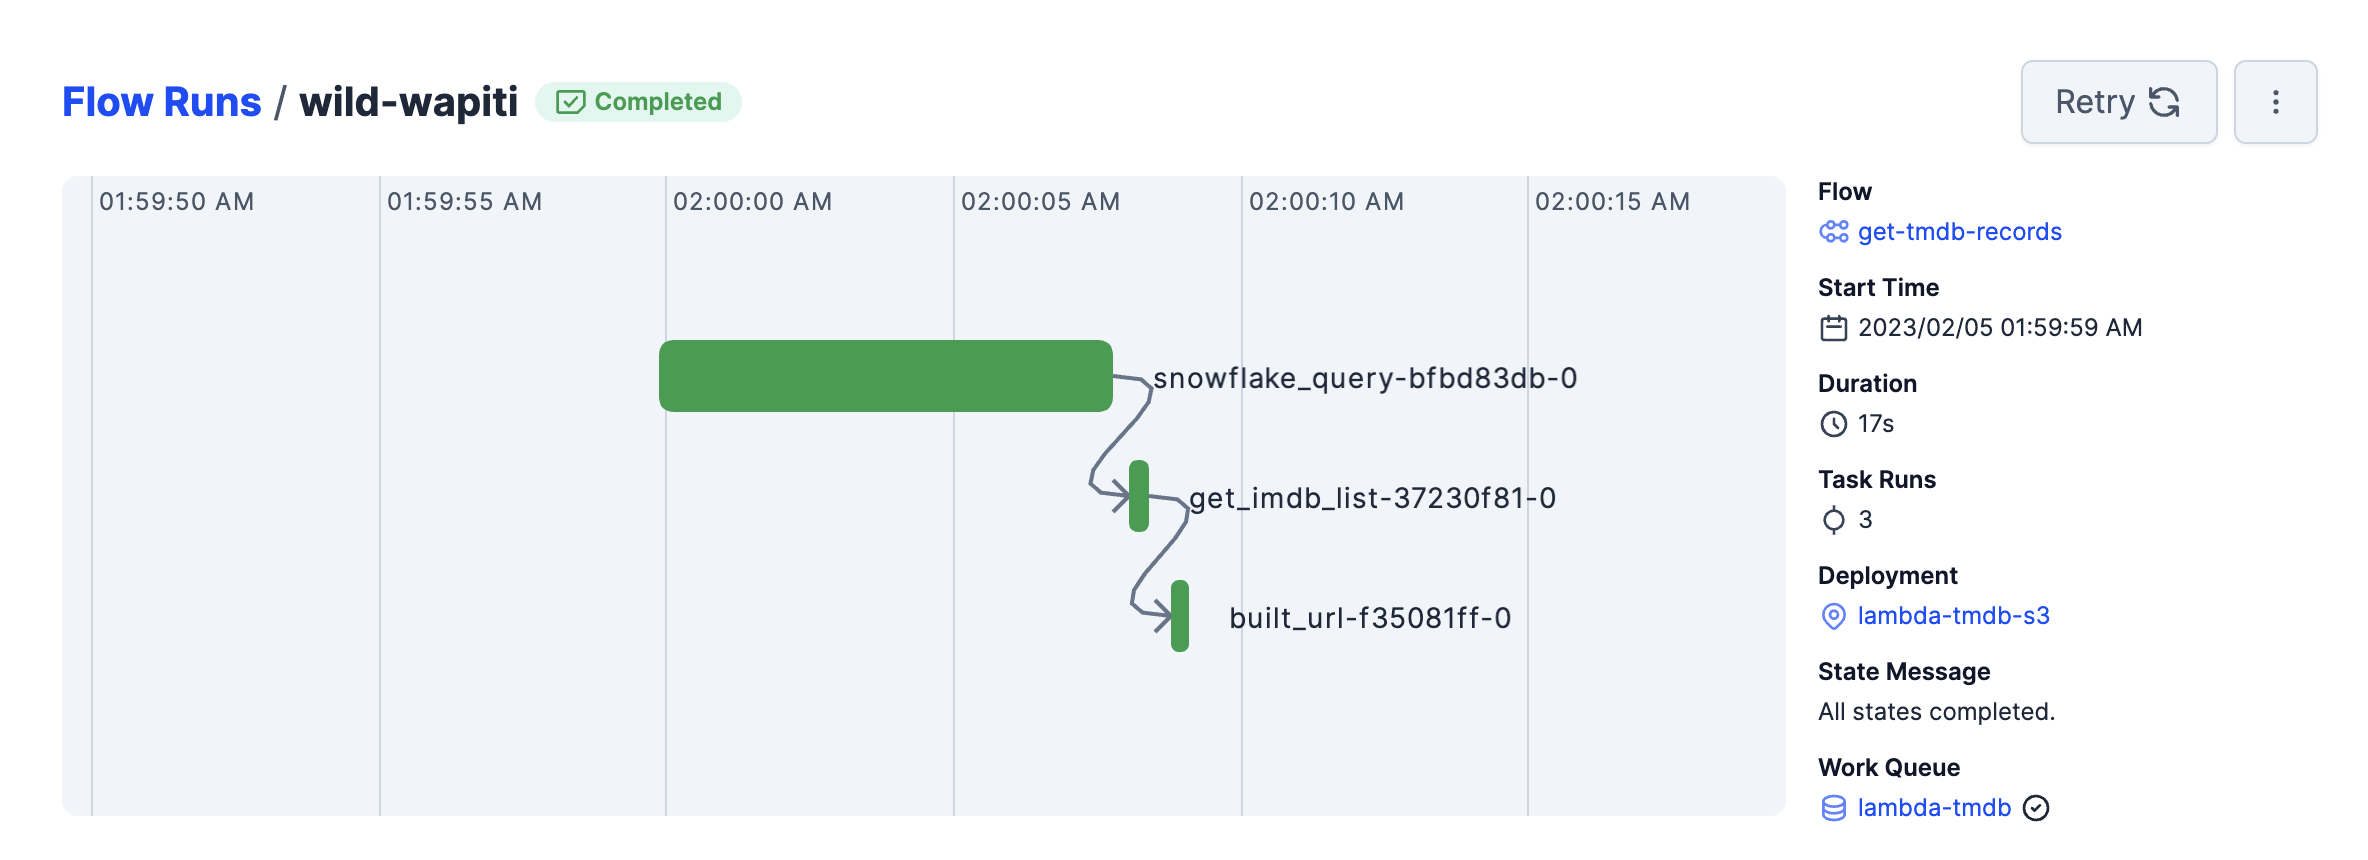 Flow Runs / wild-wapiti Completed
Retry
01:59:50 AM 01:59:55 AM 02:00:00 AM 02:00:05 AM 02:00:10 AM 02:00:15 AM
snowflake_query-bfbd83db-0
get_imdb_list-37230f81-0
built_url-f35081ff-0
Flow
get-tmdb-records
Start Time
2023/02/05 01:59:59 AM
Duration
17s
Task Runs
3
Deployment
lambda-tmdb-s3
State Message
All states completed.
Work Queue
lambda-tmdb